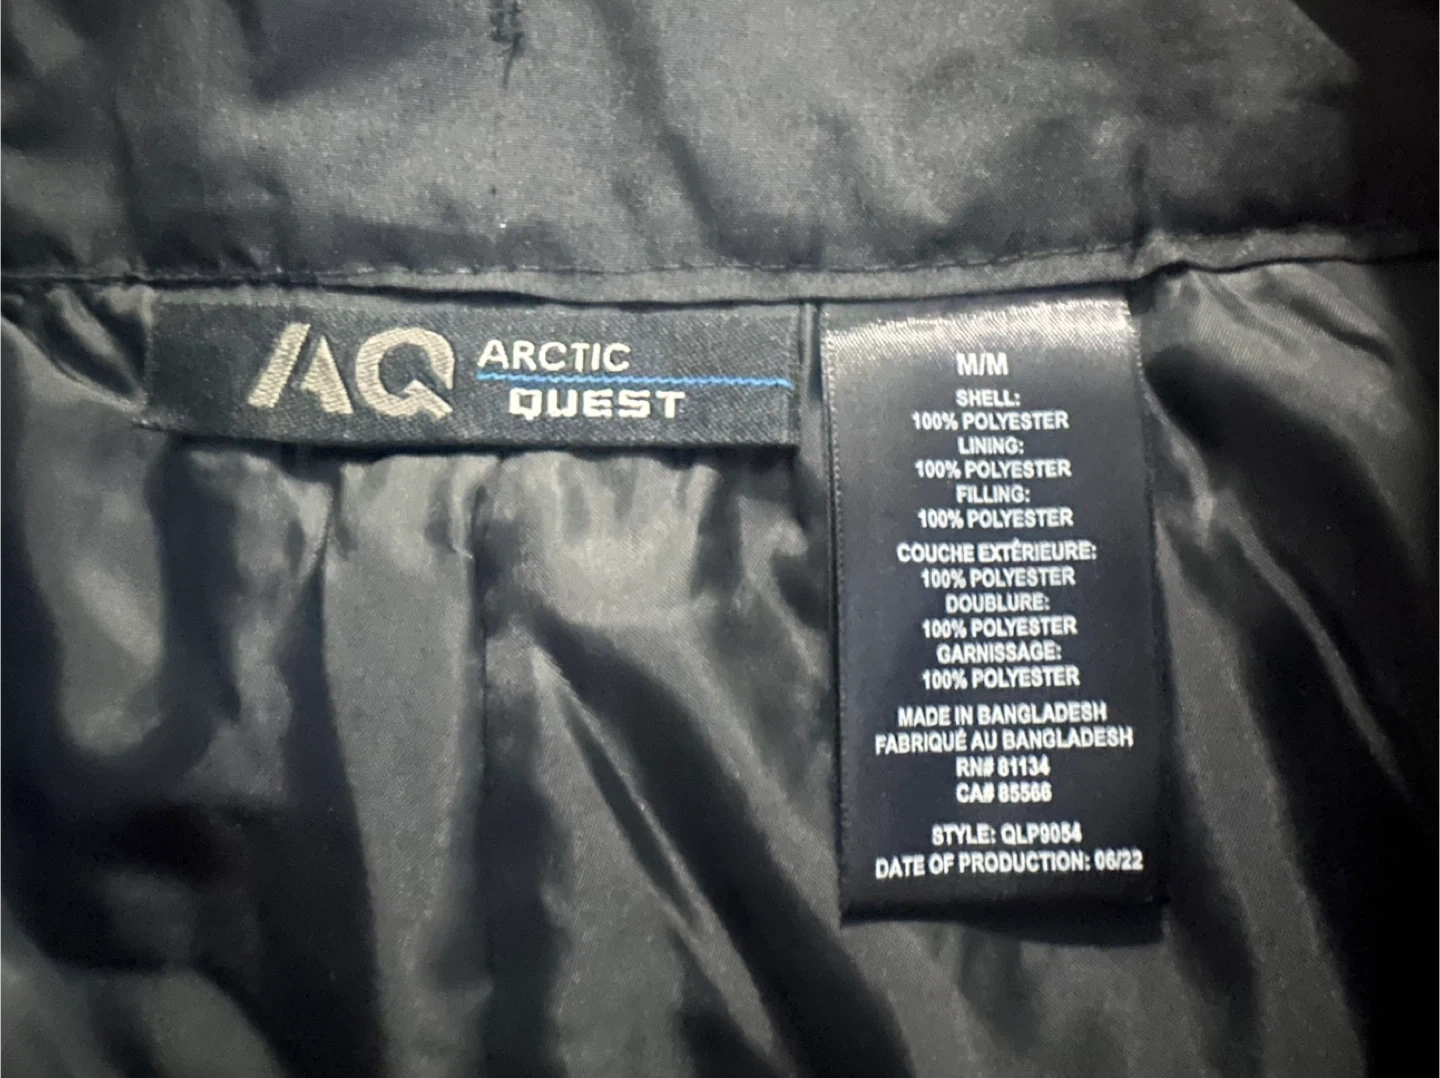 AQ ARCTIC
QUEST
M/M
SHELL:
100% POLYESTER
LINING:
100% POLYESTER
FILLING:
100% POLYESTER
COUCHE EXTÉRIEURE:
100% POLYESTER
DOUBLURE:
100% POLYESTER
GARNISSAGE:
100% POLYESTER
MADE IN BANGLADESH
FABRIQUÉ AU BANGLADESH
RN# 81134
CA# 85566
STYLE: QLP9054
DATE OF PRODUCTION: 06/22